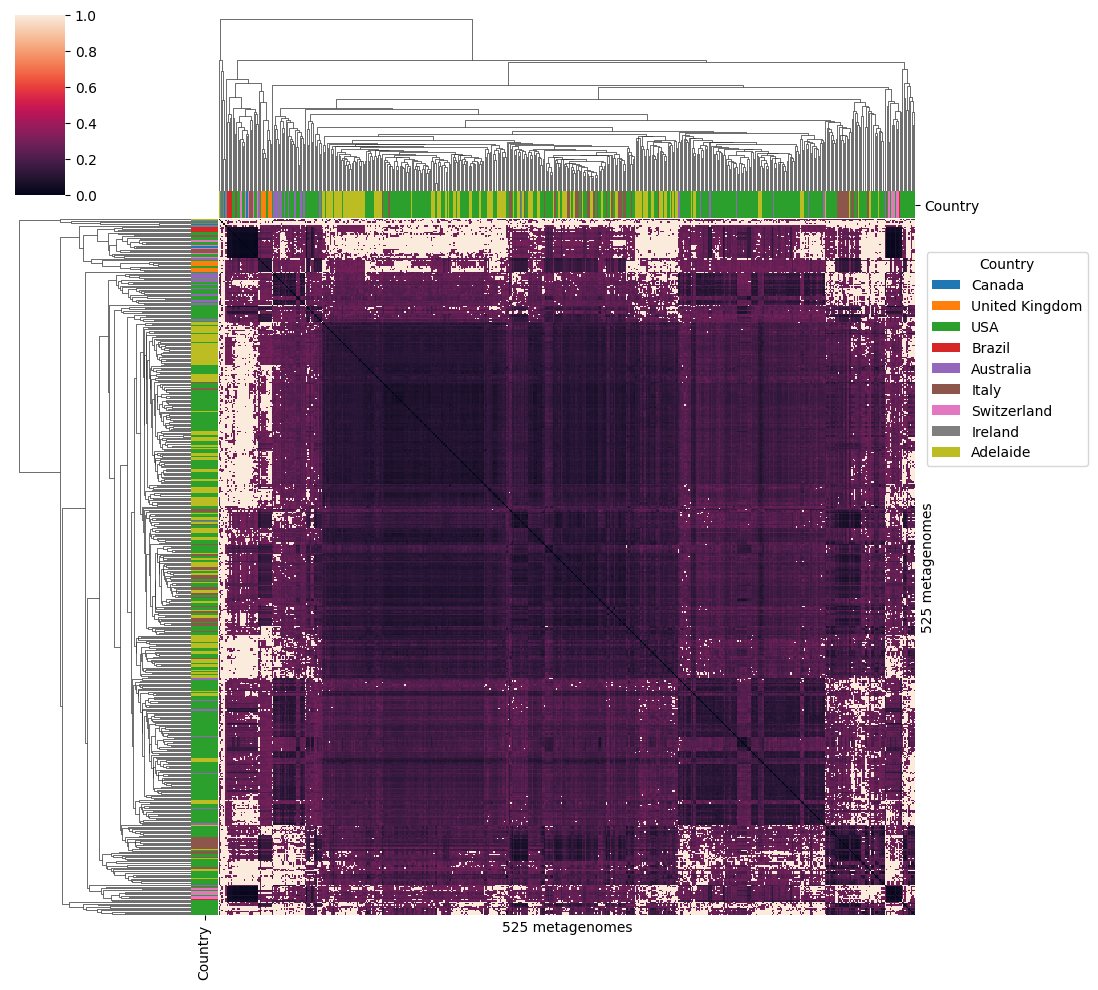 1.0
0.8
0.6
0.4
0.2
0.0
Country
Country
Canada
United Kingdom
USA
Brazil
Australia
Italy
Switzerland
Ireland
Adelaide
525 metagenomes
525 metagenomes
Country